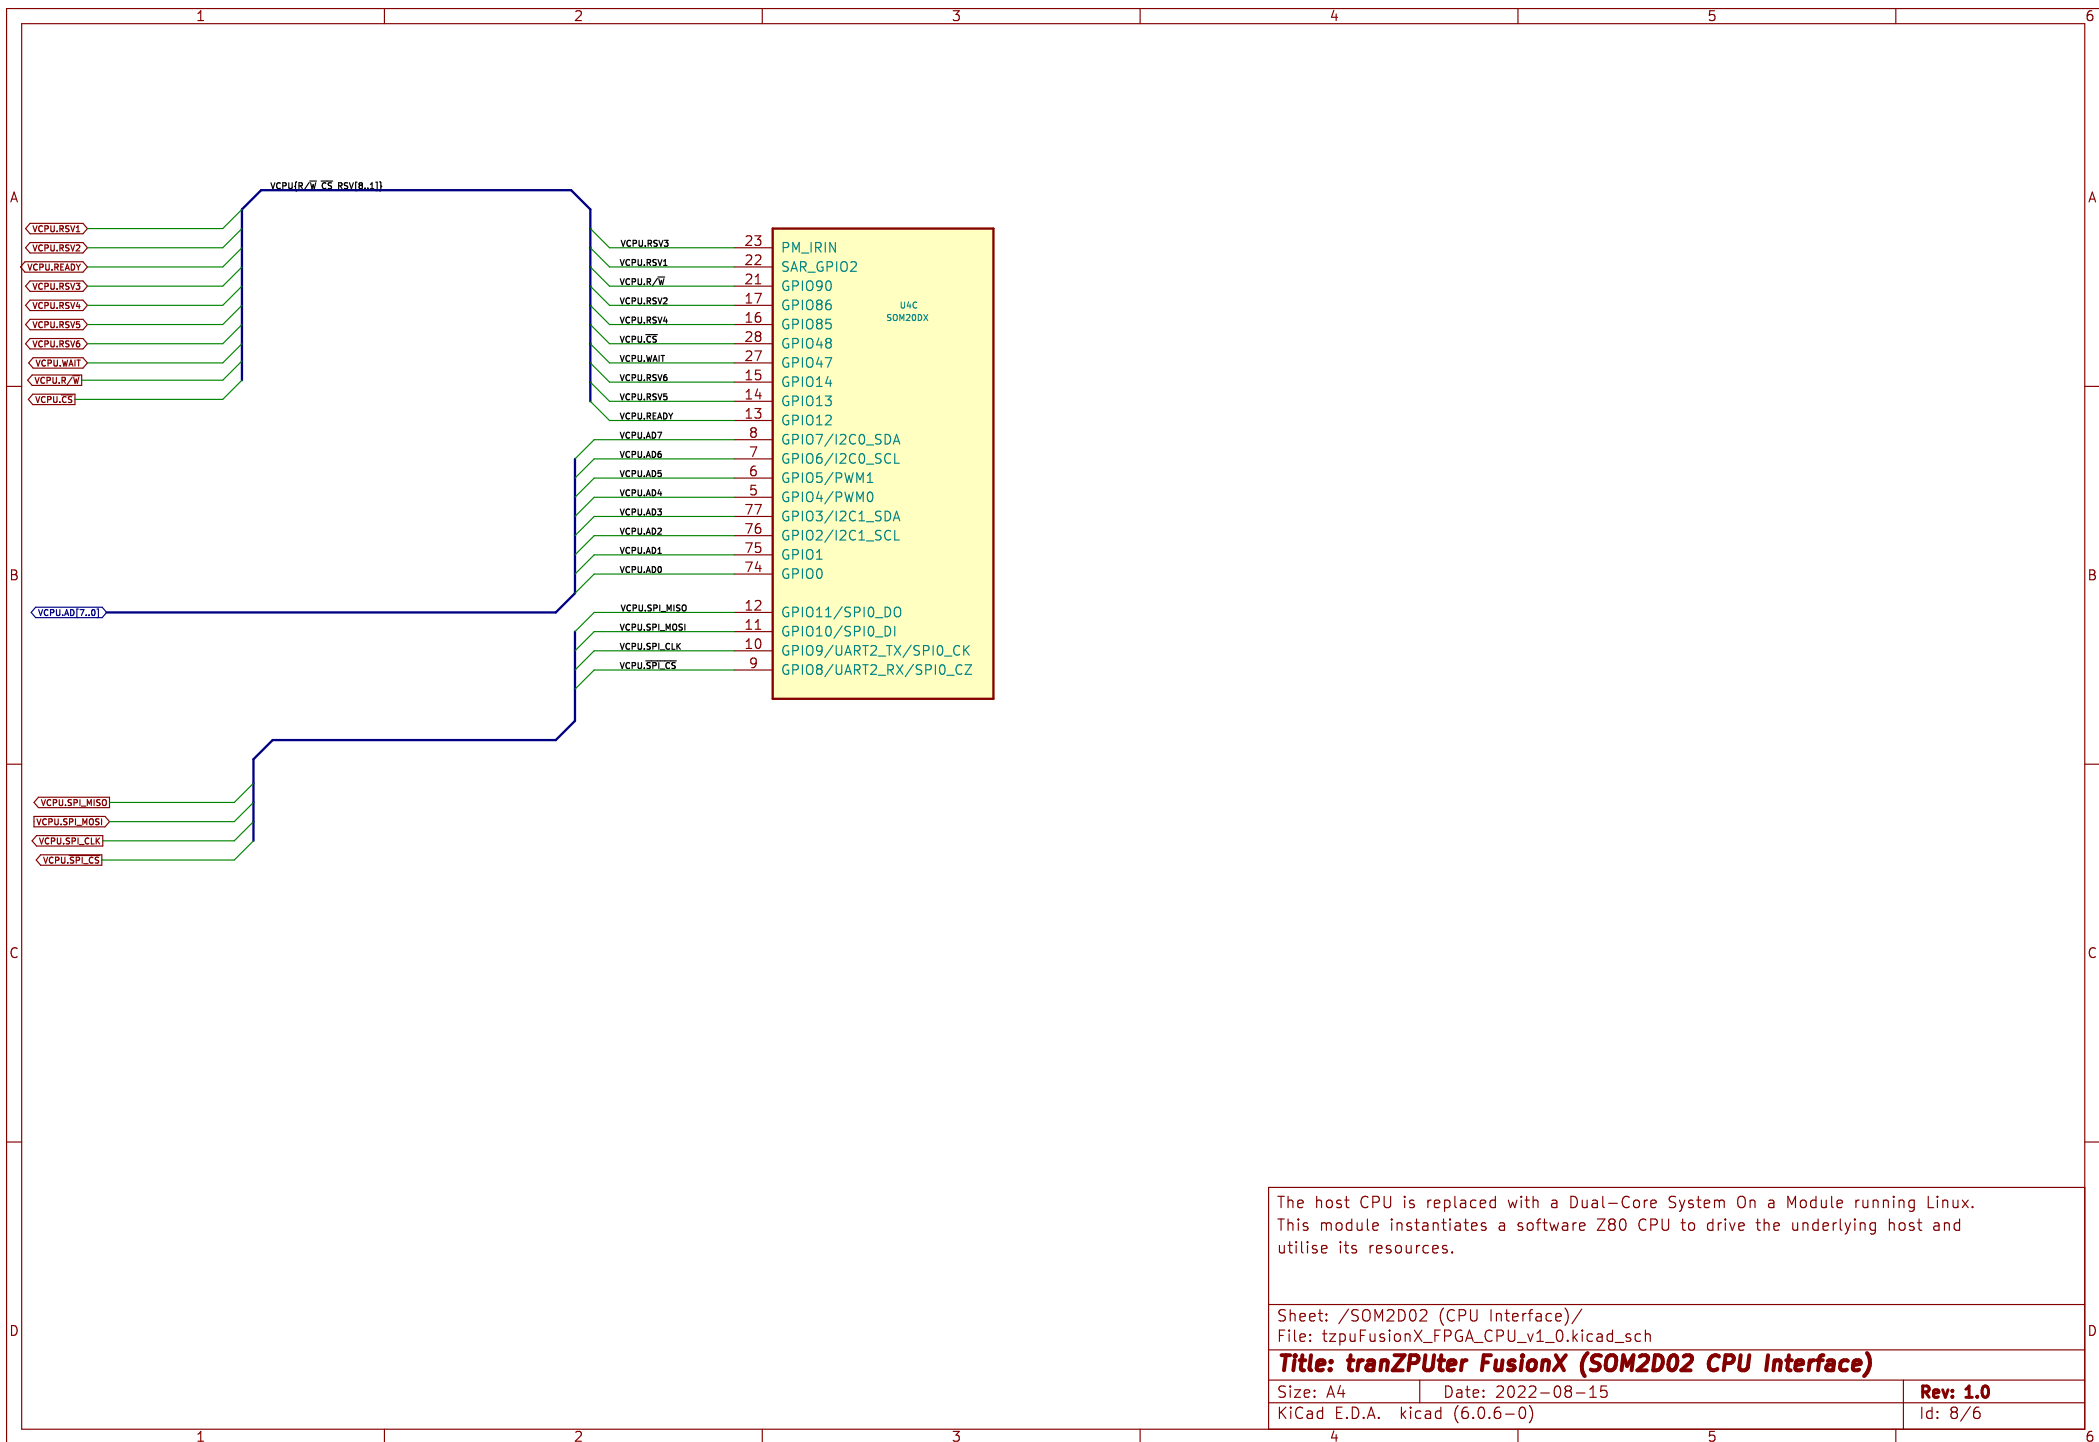 1 2 3 4 5 6
A A
VCPU{R/W CS RSV[8..1]}
VCPU.RSV1
VCPU.RSV2
VCPU.READY
VCPU.RSV3
VCPU.RSV4
VCPU.RSV5
VCPU.RSV6
VCPU.WAIT
VCPU.R/W
VCPU.CS
VCPU.RSV3 23 PM_IRIN
VCPU.RSV1 22 SAR_GPIO2
VCPU.R/W 21 GPIO90
VCPU.RSV2 17 GPIO86
VCPU.RSV4 16 GPIO85
VCPU.CS 28 GPIO48
VCPU.WAIT 27 GPIO47
VCPU.RSV6 15 GPIO14
VCPU.RSV5 14 GPIO13
VCPU.READY 13 GPIO12
VCPU.AD7 8 GPIO7/I2C0_SDA
VCPU.AD6 7 GPIO6/I2C0_SCL
VCPU.AD5 6 GPIO5/PWM1
VCPU.AD4 5 GPIO4/PWM0
VCPU.AD3 77 GPIO3/I2C1_SDA
VCPU.AD2 76 GPIO2/I2C1_SCL
VCPU.AD1 75 GPIO1
VCPU.AD0 74 GPIO0
U4C
SOM20DX
B B
VCPU.AD[7..0]
VCPU.SPI_MISO 12 GPIO11/SPI0_DO
VCPU.SPI_MOSI 11 GPIO10/SPI0_DI
VCPU.SPI_CLK 10 GPIO9/UART2_TX/SPI0_CK
VCPU.SPI_CS 9 GPIO8/UART2_RX/SPI0_CZ
VCPU.SPI_MISO
VCPU.SPI_MOSI
VCPU.SPI_CLK
VCPU.SPI_CS
C C
The host CPU is replaced with a Dual-Core System On a Module running Linux.
This module instantiates a software Z80 CPU to drive the underlying host and
utilise its resources.
Sheet: /SOM2D02 (CPU Interface)/
File: tzpuFusionX_FPGA_CPU_v1_0.kicad_sch
D D
Title: tranZPUter FusionX (SOM2D02 CPU Interface)
Size: A4 Date: 2022-08-15 Rev: 1.0
KiCad E.D.A. kicad (6.0.6-0) Id: 8/6
1 2 3 4 5 6